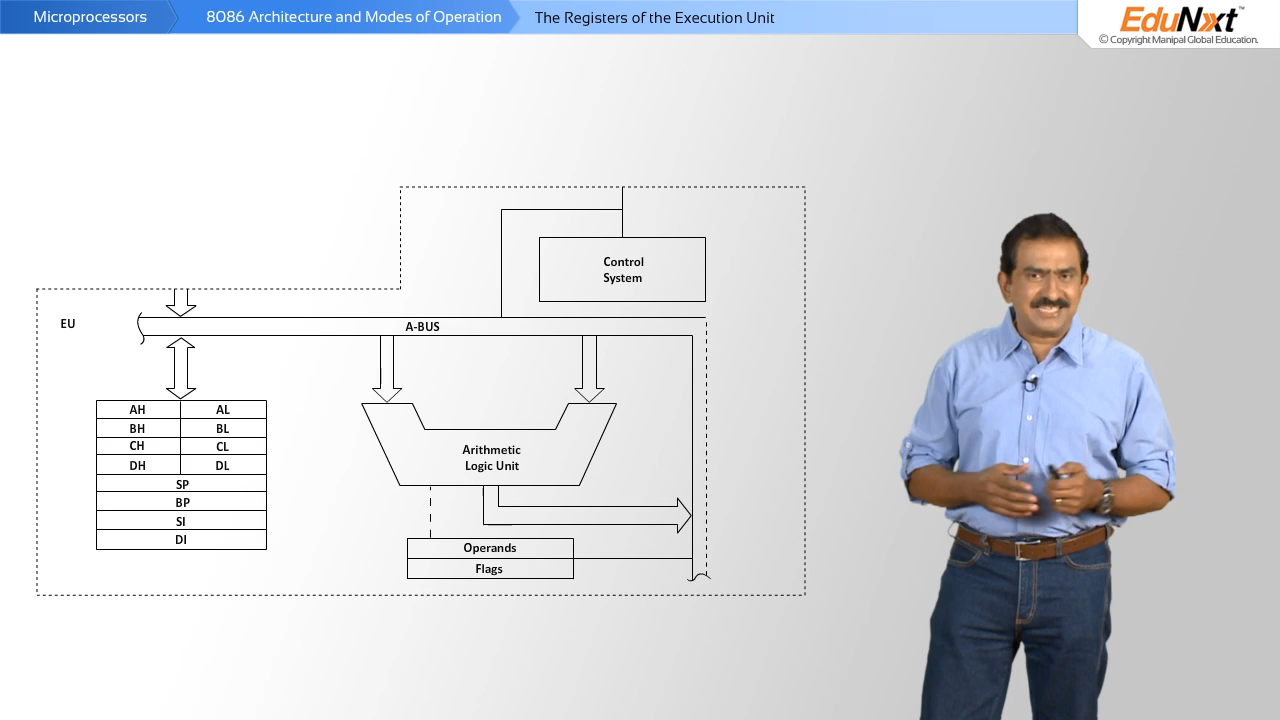 Microprocessors
8086 Architecture and Modes of Operation
The Registers of the Execution Unit
EduNxt™
© Copyright Manipal Global Education.
Control
System
EU
A-BUS
AH AL
BH BL
CH CL
DH DL
SP
BP
SI
DI
Arithmetic
Logic Unit
Operands
Flags